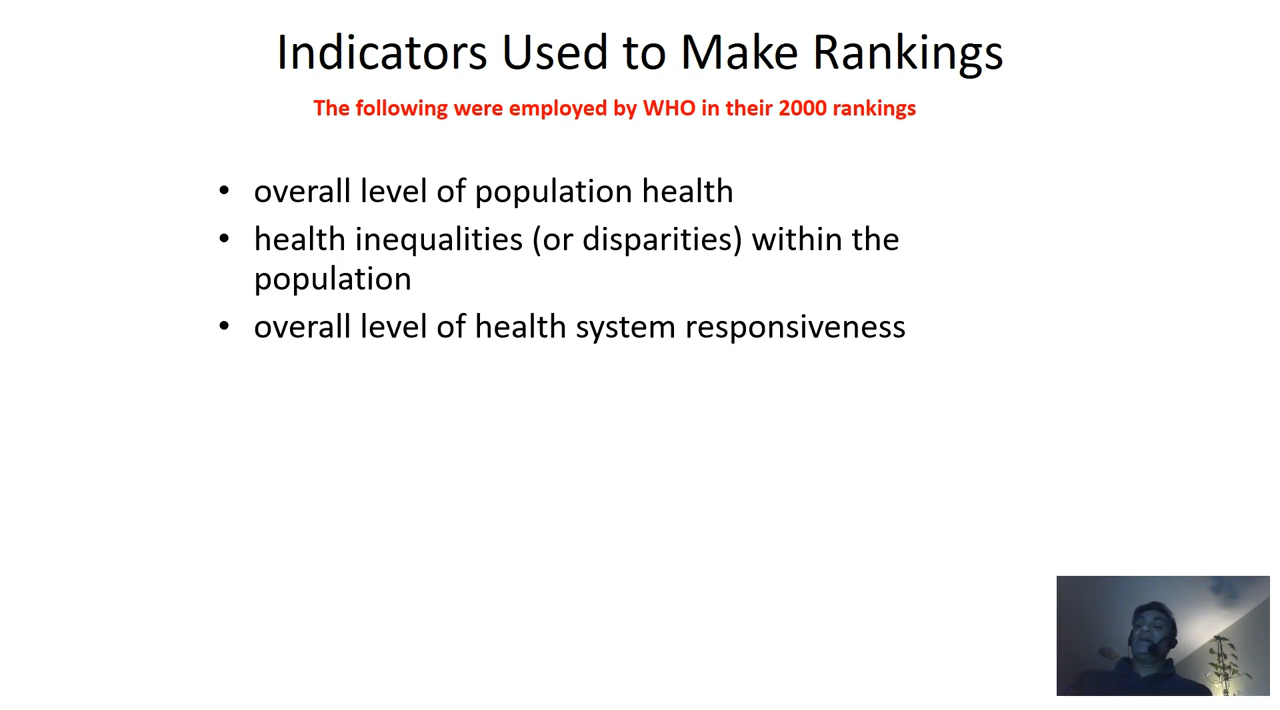 Indicators Used to Make Rankings
The following were employed by WHO in their 2000 rankings
• overall level of population health
• health inequalities (or disparities) within the
population
• overall level of health system responsiveness